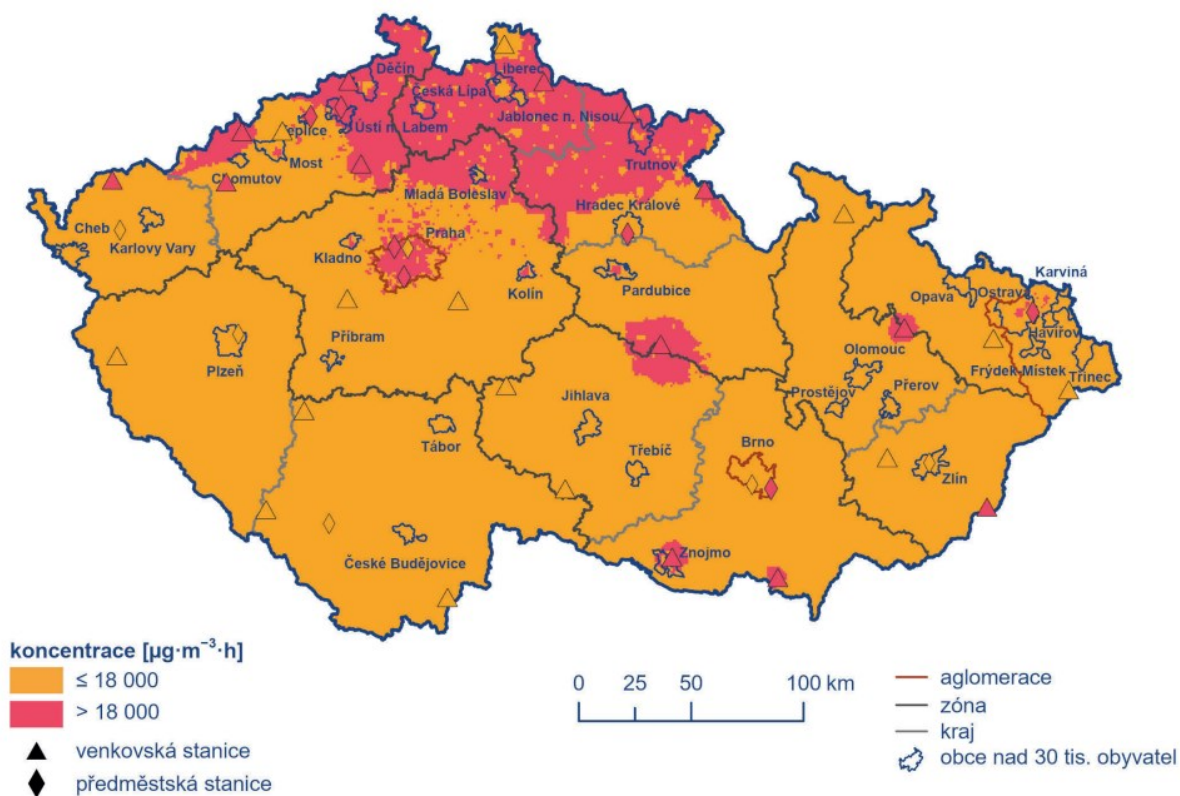 Děčín
Liberec
Česká Lípa
Jablonec n. Nisou
Teplice
Ústí n. Labem
Most
Trutnov
Chomutov
Mladá Boleslav
Hradec Králové
Cheb
Karlovy Vary
Praha
Kladno
Kolín
Pardubice
Karviná
Opava
Ostrava
Příbram
Havířov
Plzeň
Olomouc
Frýdek Místek
Třinec
Jihlava
Prostějov
Přerov
Tábor
Třebíč
Brno
Zlín
České Budějovice
Znojmo
koncentrace [µg·m⁻³·h]
≤ 18 000
> 18 000
venkovská stanice
předměstská stanice
0 25 50 100 km
aglomerace
zóna
kraj
obce nad 30 tis. obyvatel